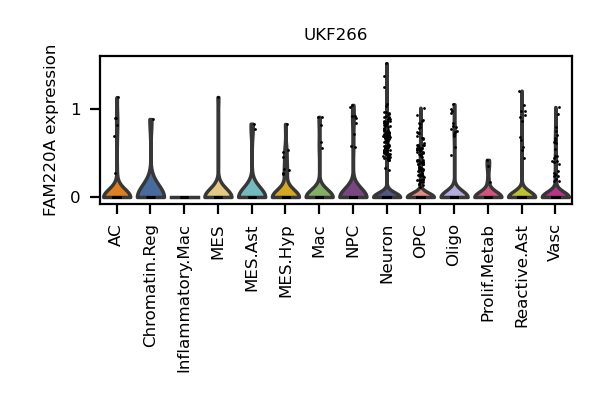 UKF266
FAM220A expression
1
0
AC
Chromatin.Reg
Inflammatory.Mac
MES
MES.Ast
MES.Hyp
Mac
NPC
Neuron
OPC
Oligo
Prolif.Metab
Reactive.Ast
Vasc